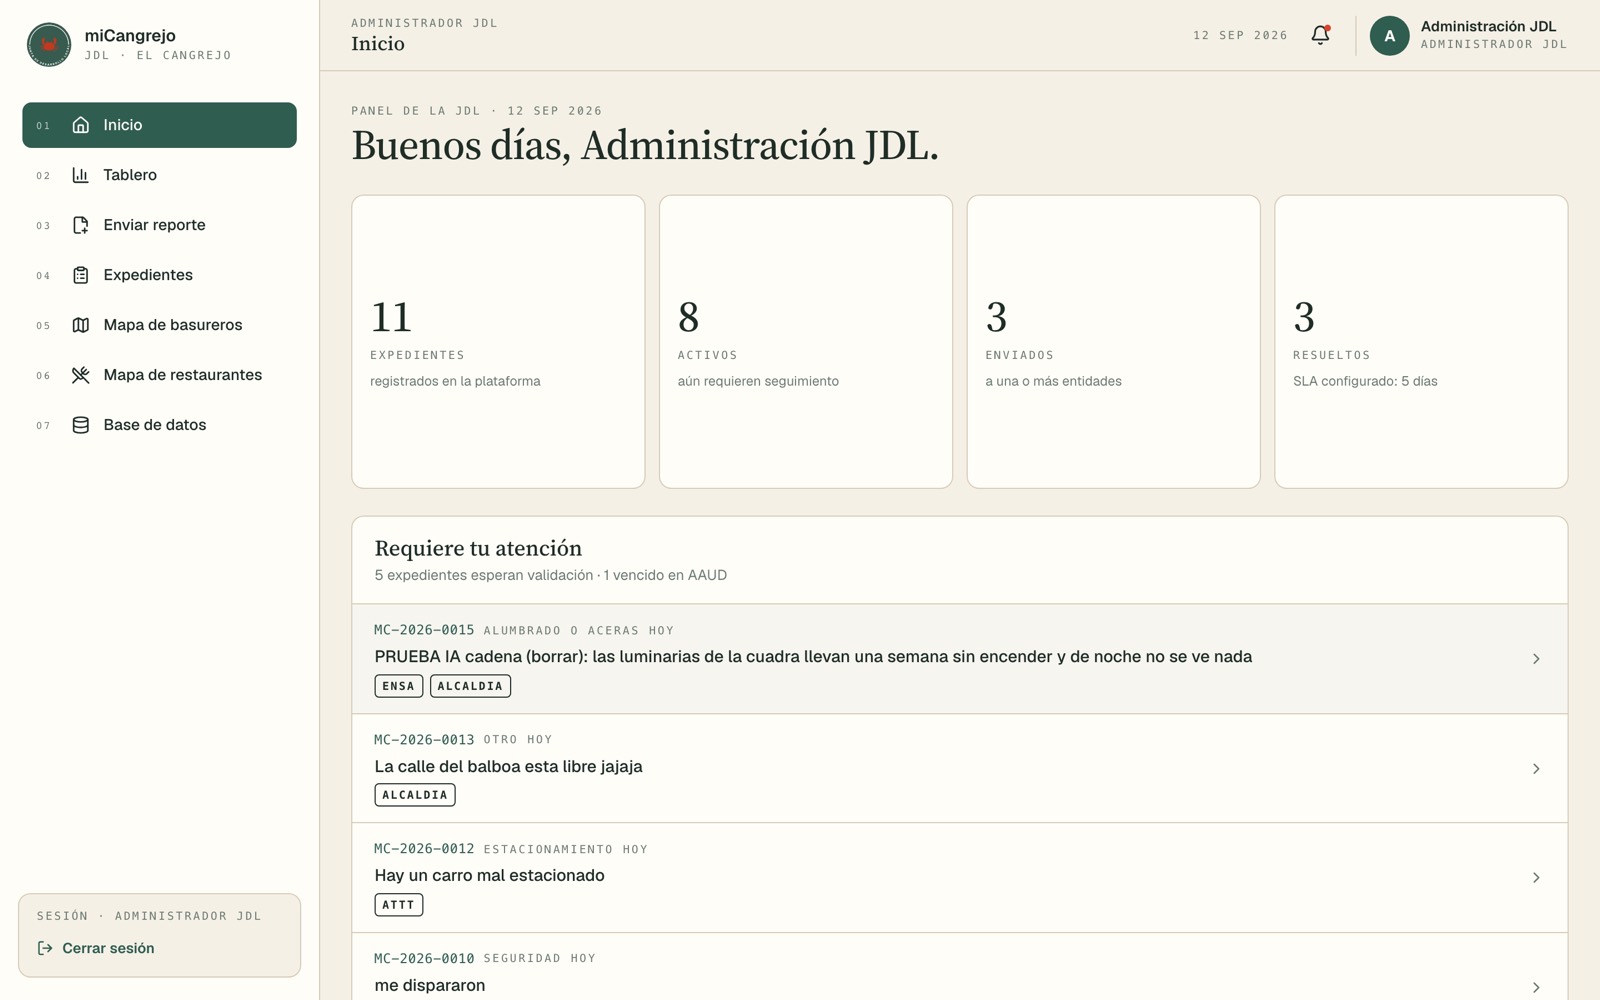 miCangrejo
JDL · EL CANGREJO
01 Inicio
02 Tablero
03 Enviar reporte
04 Expedientes
05 Mapa de basureros
06 Mapa de restaurantes
07 Base de datos
SESIÓN · ADMINISTRADOR JDL
Cerrar sesión
ADMINISTRADOR JDL
Inicio
12 SEP 2026
A
Administración JDL
ADMINISTRADOR JDL
PANEL DE LA JDL · 12 SEP 2026
Buenos días, Administración JDL.
11
EXPEDIENTES
registrados en la plataforma
8
ACTIVOS
aún requieren seguimiento
3
ENVIADOS
a una o más entidades
3
RESUELTOS
SLA configurado: 5 días
Requiere tu atención
5 expedientes esperan validación · 1 vencido en AAUD
MC-2026-0015 ALUMBRADO O ACERAS HOY
PRUEBA IA cadena (borrar): las luminarias de la cuadra llevan una semana sin encender y de noche no se ve nada
ENSA ALCALDIA
MC-2026-0013 OTRO HOY
La calle del balboa esta libre jajaja
ALCALDIA
MC-2026-0012 ESTACIONAMIENTO HOY
Hay un carro mal estacionado
ATTT
MC-2026-0010 SEGURIDAD HOY
me dispararon